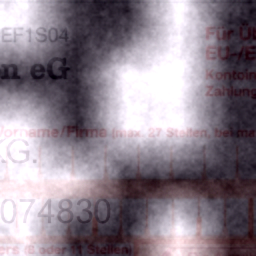 EF1S04
Für Ü
EU-/E
n eG
Kontoin
Zahlung
Vorname/Firma (max. 27 Stellen, bei ma
KG.
074830
ers (8 oder 11 Stellen)